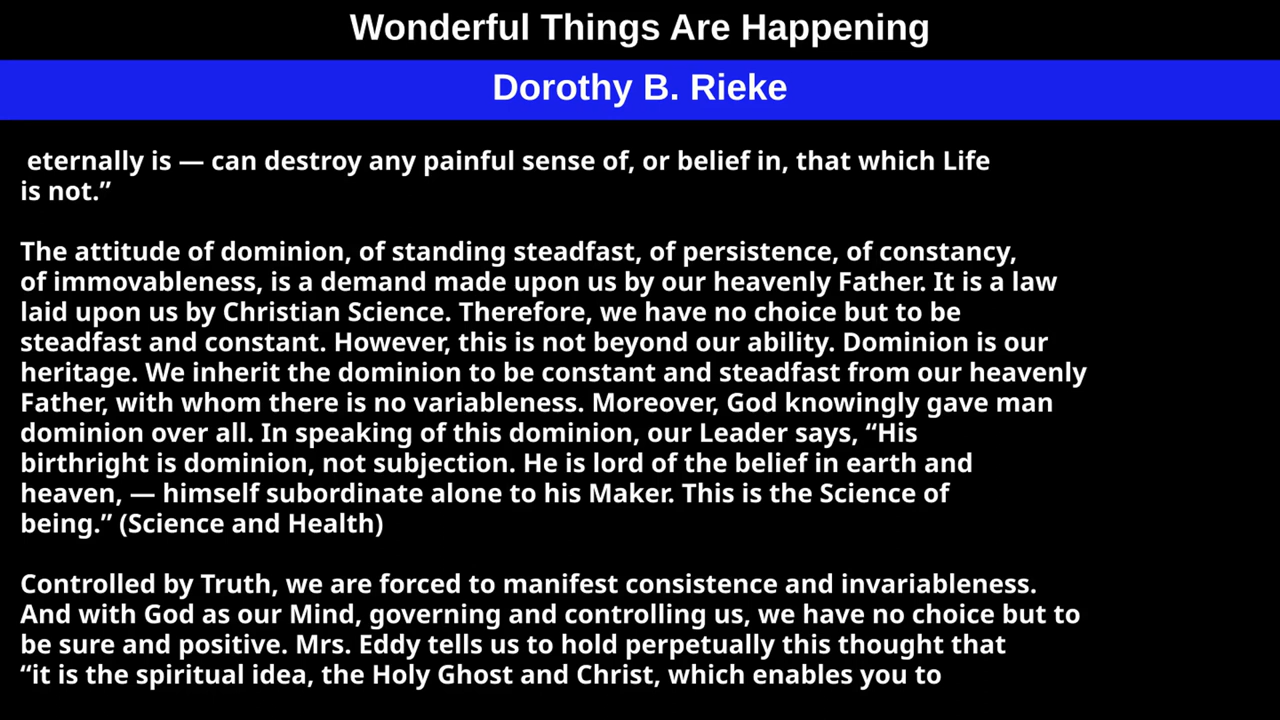 Wonderful Things Are Happening
Dorothy B. Rieke
eternally is — can destroy any painful sense of, or belief in, that which Life
is not.”
The attitude of dominion, of standing steadfast, of persistence, of constancy,
of immovableness, is a demand made upon us by our heavenly Father. It is a law
laid upon us by Christian Science. Therefore, we have no choice but to be
steadfast and constant. However, this is not beyond our ability. Dominion is our
heritage. We inherit the dominion to be constant and steadfast from our heavenly
Father, with whom there is no variableness. Moreover, God knowingly gave man
dominion over all. In speaking of this dominion, our Leader says, “His
birthright is dominion, not subjection. He is lord of the belief in earth and
heaven, — himself subordinate alone to his Maker. This is the Science of
being.” (Science and Health)
Controlled by Truth, we are forced to manifest consistence and invariableness.
And with God as our Mind, governing and controlling us, we have no choice but to
be sure and positive. Mrs. Eddy tells us to hold perpetually this thought that
“it is the spiritual idea, the Holy Ghost and Christ, which enables you to